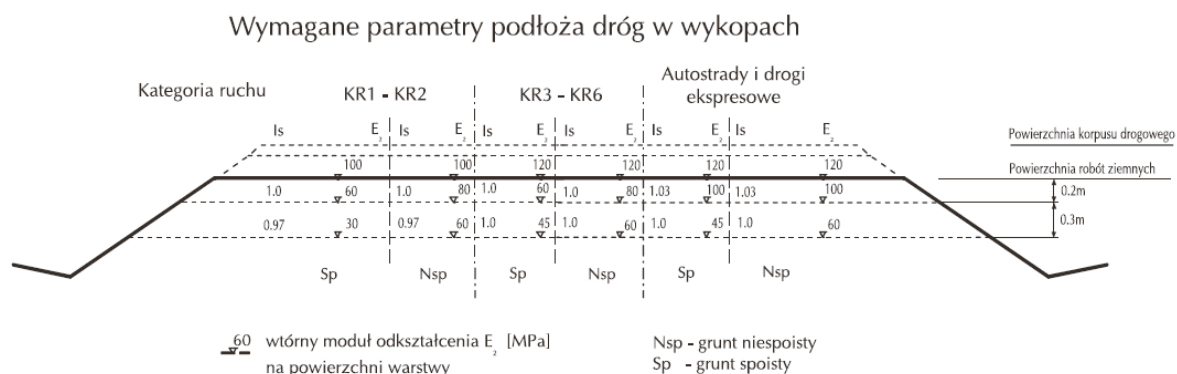 Wymagane parametry podłoża dróg w wykopach
Kategoria ruchu KR1 - KR2 KR3 - KR6 Autostrady i drogi
ekspresowe
Is E₂ Is E₂ Is E₂ Is E₂ Is E₂ Is E₂
Powierzchnia korpusu drogowego
100 100 120 120 120 120
Powierzchnia robót ziemnych
1.0 60 1.0 80 1.0 60 1.0 80 1.03 100 1.03 100 0.2m
0.97 30 0.97 60 1.0 45 1.0 60 1.0 45 1.0 60 0.3m
Sp Nsp Sp Nsp Sp Nsp
60 wtórny moduł odkształcenia E₂ [MPa]
na powierzchni warstwy
Nsp - grunt niespoisty
Sp - grunt spoisty